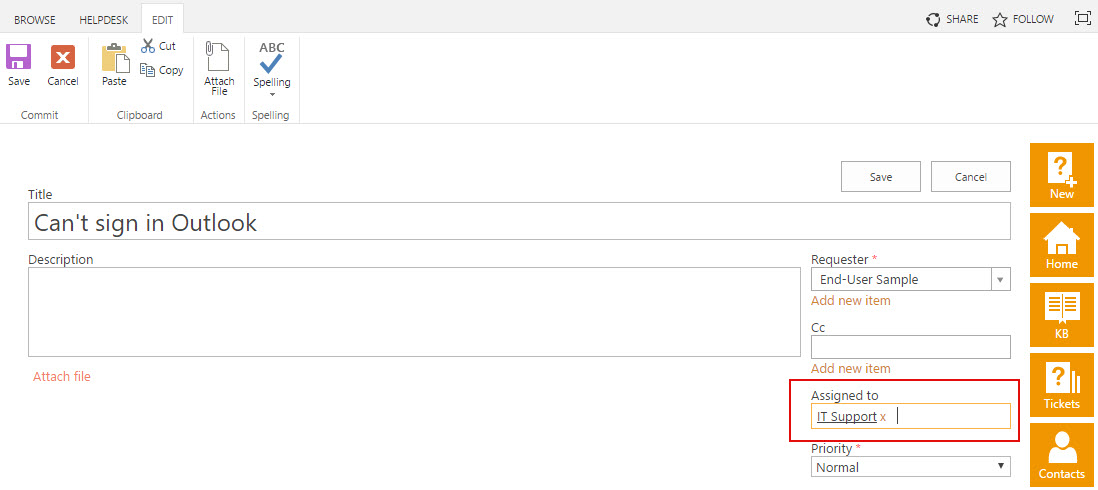 BROWSE HELPDESK EDIT SHARE FOLLOW
Save Cancel Paste Cut Copy Attach File ABC Spelling
Commit Clipboard Actions Spelling
Save Cancel
Title
Can't sign in Outlook
Description
Attach file
Requester *
End-User Sample
Add new item
Cc
Add new item
Assigned to
IT Support x
Priority *
Normal
? New
Home
KB
? Tickets
Contacts